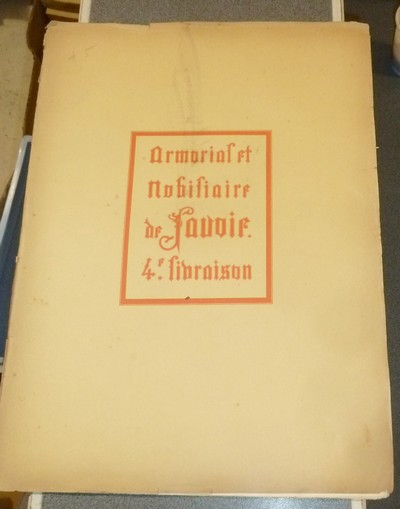 Armorial et
Nobiliaire
de Savoie.
4e. livraison